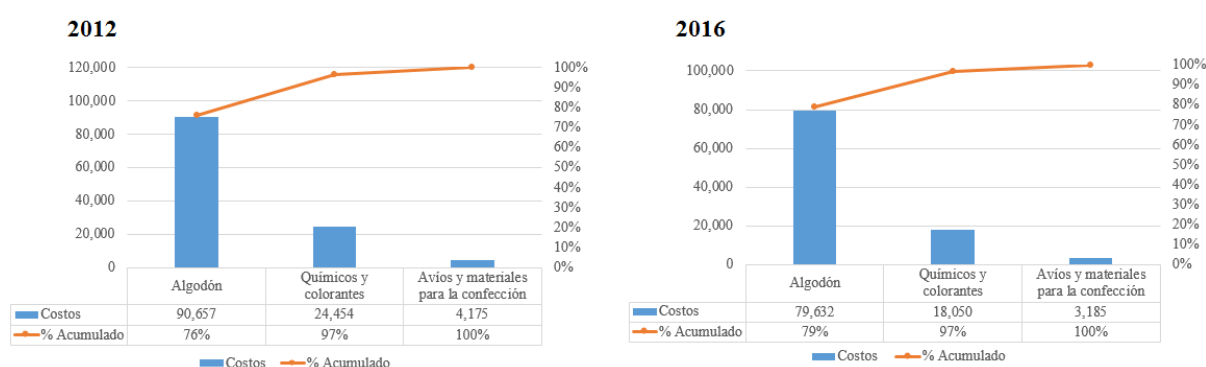 2012
120,000
100,000
80,000
60,000
40,000
20,000
0
100%
90%
80%
70%
60%
50%
40%
30%
20%
10%
0%
Algodón
Químicos y
colorantes
Avíos y materiales
para la confección
Costos 90,657 24,454 4,175
% Acumulado 76% 97% 100%
Costos % Acumulado
2016
100,000
80,000
60,000
40,000
20,000
0
100%
90%
80%
70%
60%
50%
40%
30%
20%
10%
0%
Algodón
Químicos y
colorantes
Avíos y materiales
para la confección
Costos 79,632 18,050 3,185
% Acumulado 79% 97% 100%
Costos % Acumulado